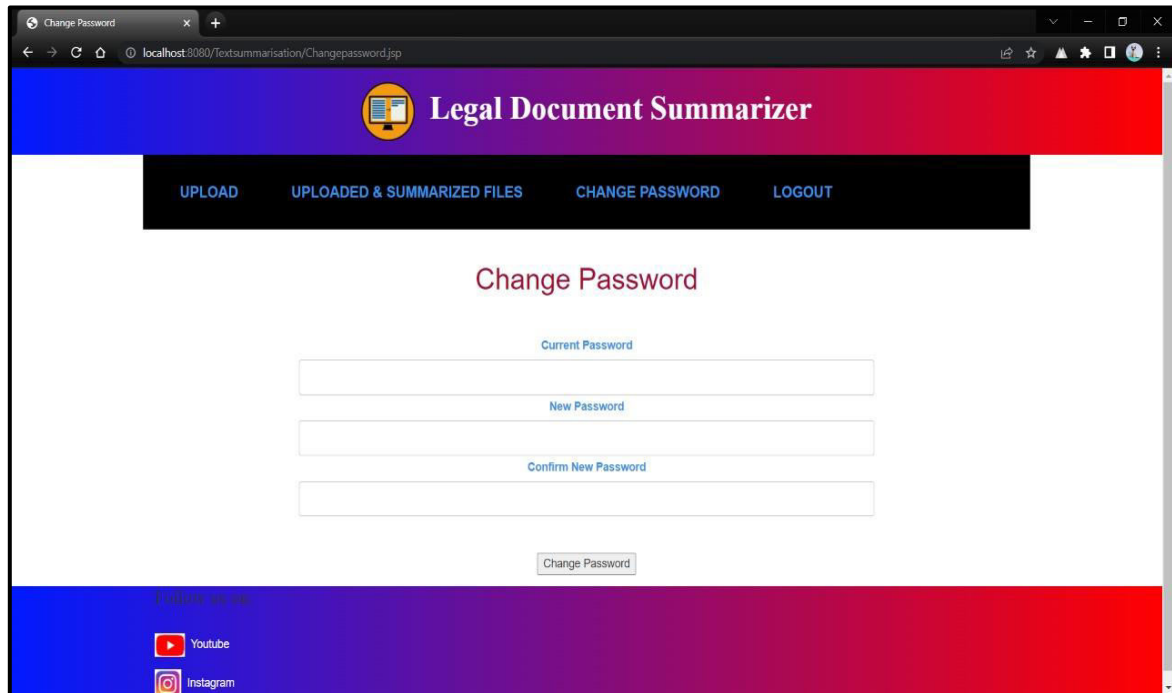 Change Password
localhost:8080/Textsummarisation/Changepassword.jsp
Legal Document Summarizer
UPLOAD UPLOADED & SUMMARIZED FILES CHANGE PASSWORD LOGOUT
Change Password
Current Password
New Password
Confirm New Password
Change Password
Youtube
Instagram